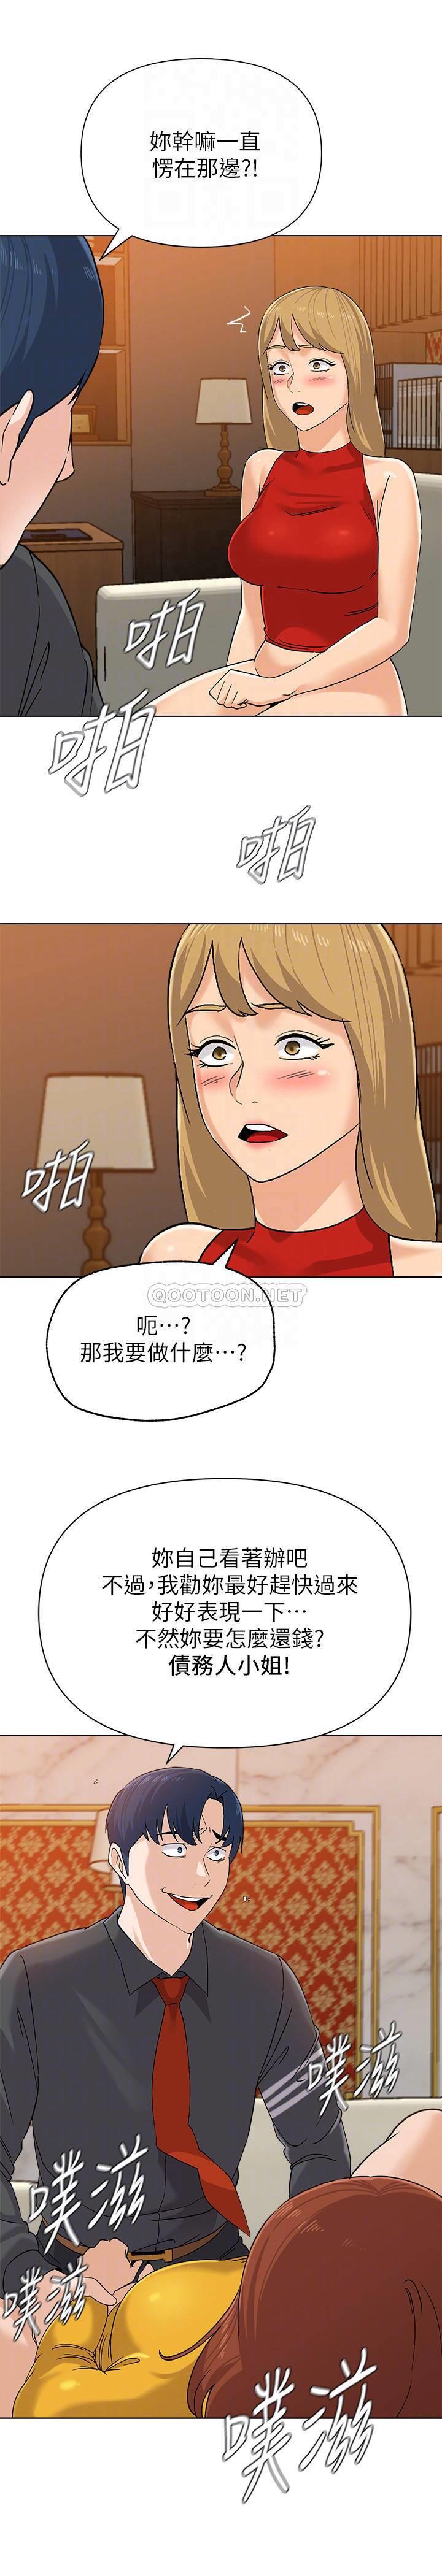 妳幹嘛一直
愣在那邊?!
啪
啪
啪
啪
QOOTOON.NET
呃⋯?
那我要做什麼⋯?
妳自己看著辦吧
不過,我勸妳最好趕快過來
好好表現一下⋯
不然妳要怎麼還錢?
債務人小姐!
噗滋
噗滋
噗滋
噗滋